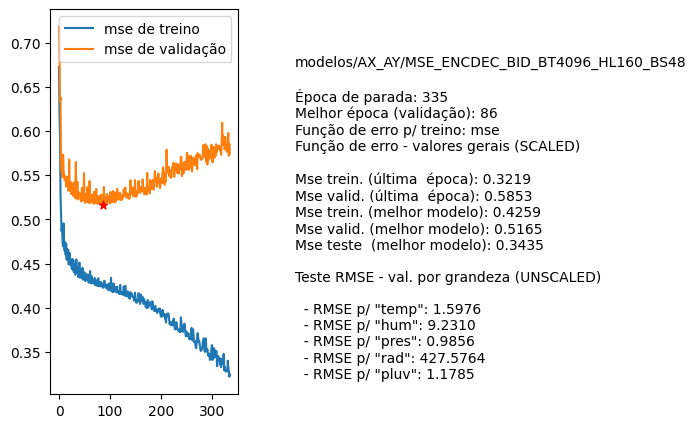 mse de treino
mse de validação
0.70
0.65
0.60
0.55
0.50
0.45
0.40
0.35
0
100
200
300
modelos/AX_AY/MSE_ENCDEC_BID_BT4096_HL160_BS48
Época de parada: 335
Melhor época (validação): 86
Função de erro p/ treino: mse
Função de erro - valores gerais (SCALED)
Mse trein. (última  época): 0.3219
Mse valid. (última  época): 0.5853
Mse trein. (melhor modelo): 0.4259
Mse valid. (melhor modelo): 0.5165
Mse teste  (melhor modelo): 0.3435
Teste RMSE - val. por grandeza (UNSCALED)
- RMSE p/ "temp": 1.5976
- RMSE p/ "hum": 9.2310
- RMSE p/ "pres": 0.9856
- RMSE p/ "rad": 427.5764
- RMSE p/ "pluv": 1.1785